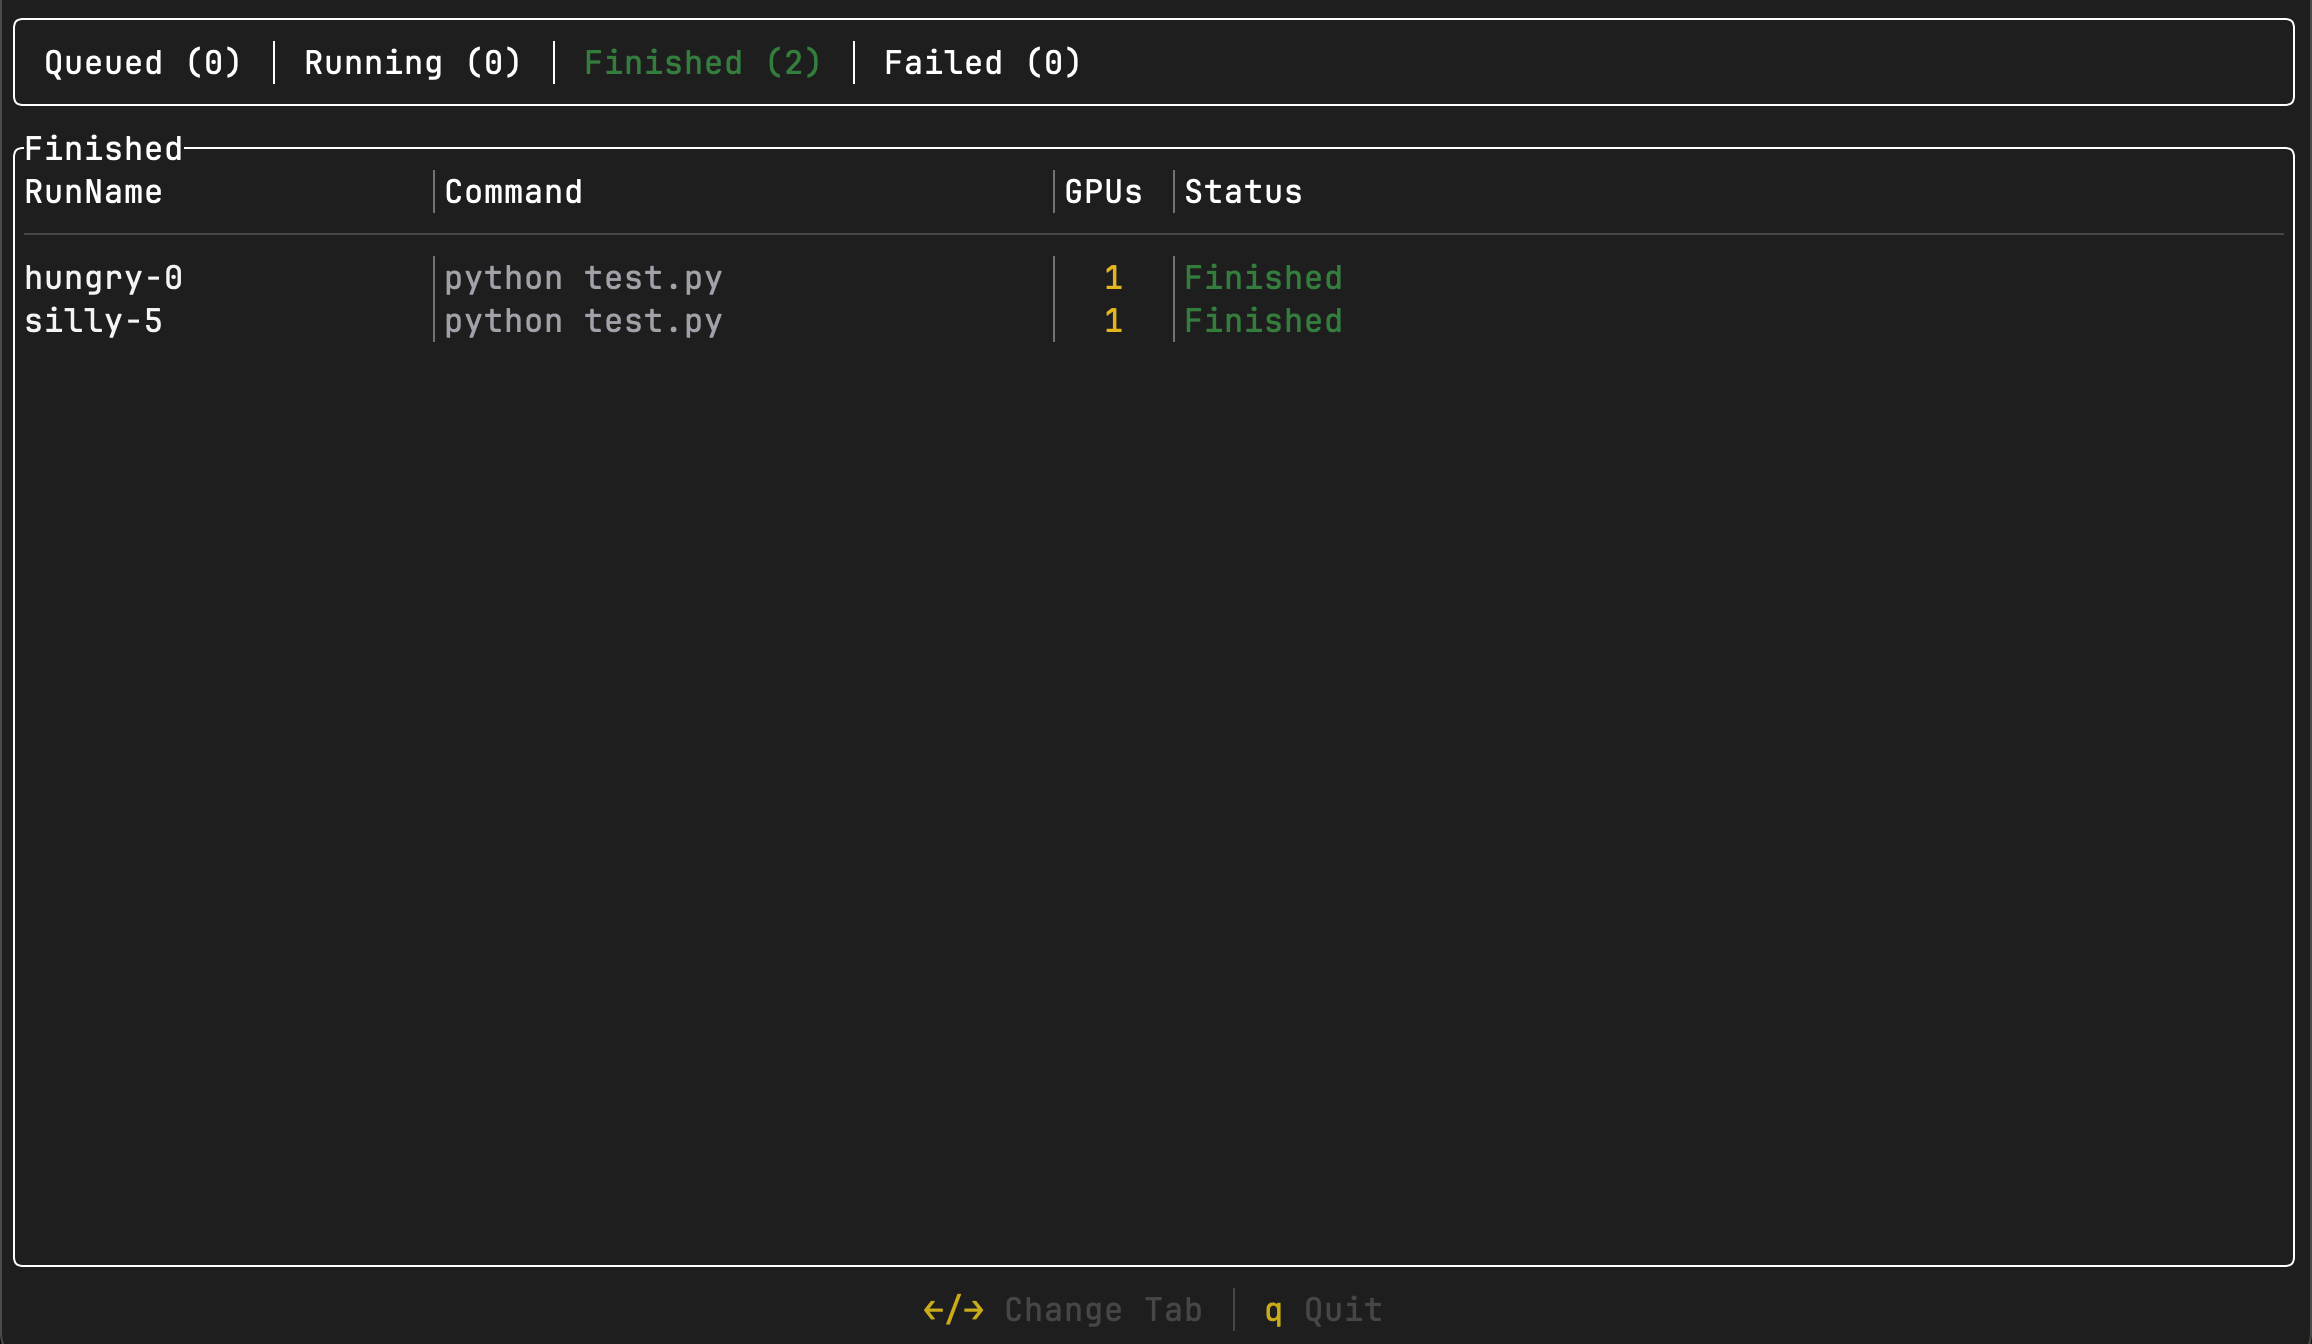 Queued (0) │ Running (0) │ Finished (2) │ Failed (0)
Finished
RunName │Command │GPUs │Status
hungry-0 │python test.py │ 1 │Finished
silly-5 │python test.py │ 1 │Finished
←/→ Change Tab │ q Quit